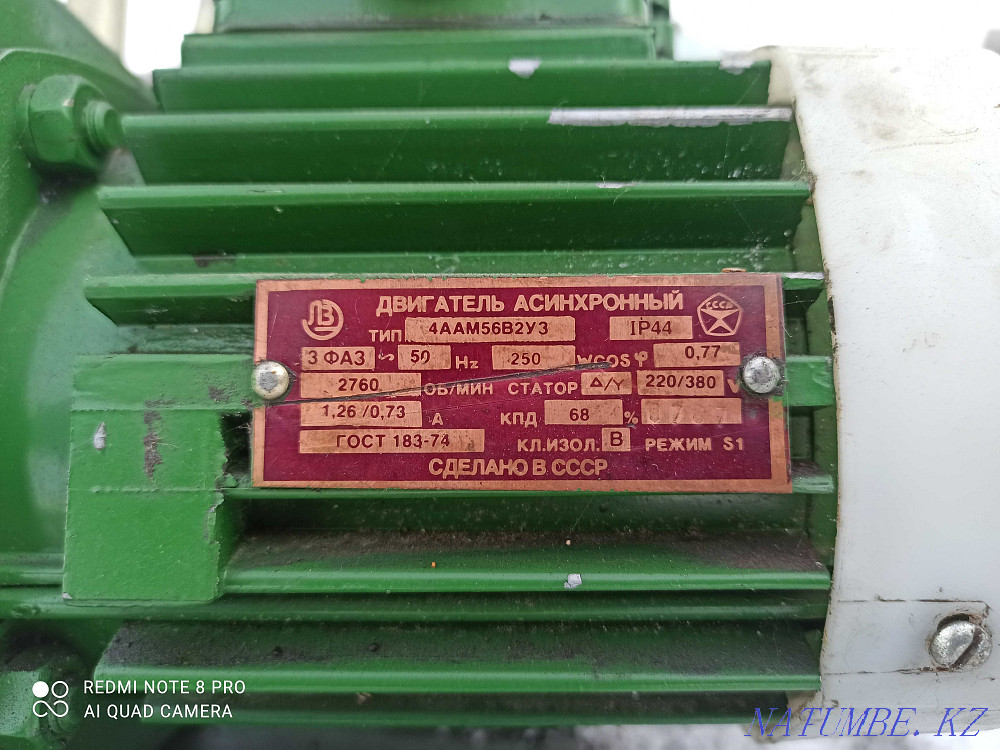 ЛЗ ДВИГАТЕЛЬ АСИНХРОННЫЙ СССР
ТИП 4ААМ56В2У3 IP44
3 ФАЗ ~ 50 Hz 250 W COS φ 0,77
2760 ОБ/МИН СТАТОР Δ/Y 220/380 V
1,26/0,73 А КПД 68 %
ГОСТ 183-74 КЛ.ИЗОЛ. В РЕЖИМ S1
СДЕЛАНО В СССР
REDMI NOTE 8 PRO
AI QUAD CAMERA
NAFUMBE. KZ